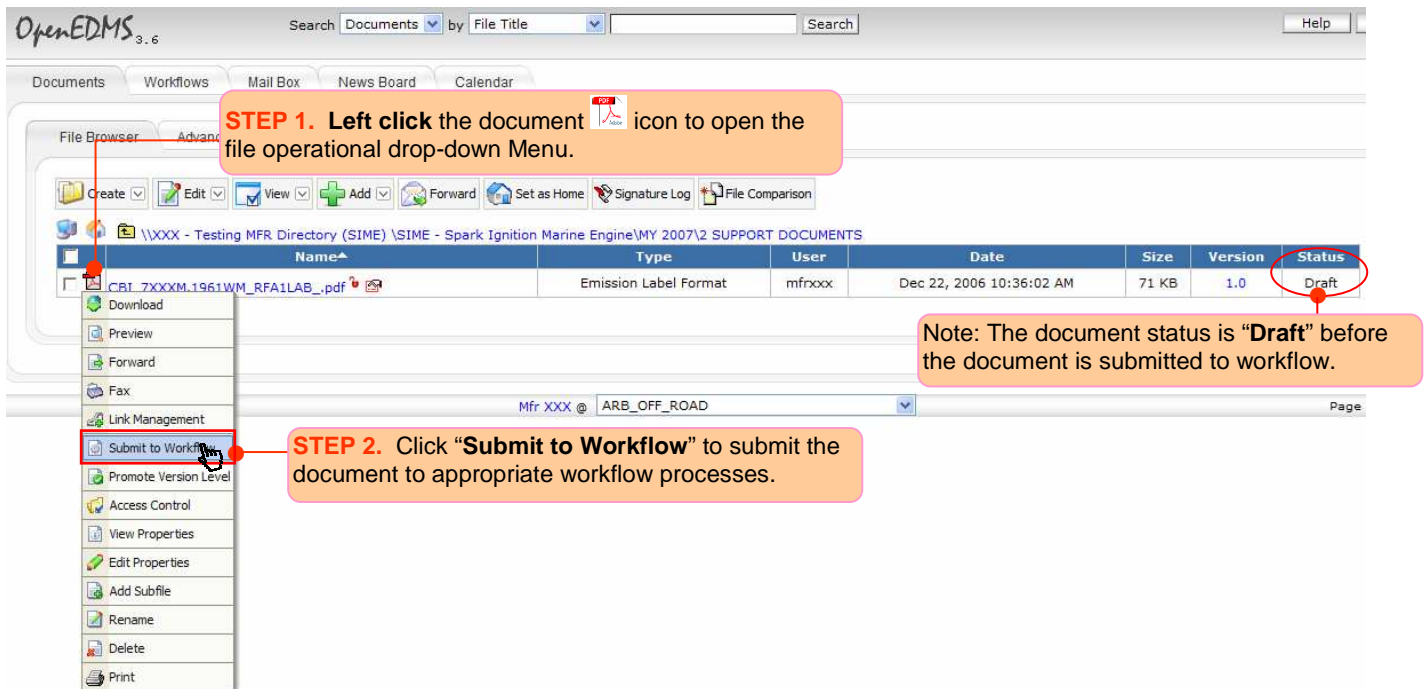 OpenEDMS 3.6
Search Documents by File Title Search Help
Documents Workflows Mail Box News Board Calendar
File Browser Advanc
STEP 1. Left click the document PDF Adobe icon to open the
file operational drop-down Menu.
Create Edit View Add Forward Set as Home Signature Log File Comparison
\\XXX - Testing MFR Directory (SIME) \SIME - Spark Ignition Marine Engine\MY 2007\2 SUPPORT DOCUMENTS
Name Type User Date Size Version Status
CBI_7XXXM.1961WM_RFA1LAB_.pdf Emission Label Format mfrxxx Dec 22, 2006 10:36:02 AM 71 KB 1.0 Draft
Note: The document status is “Draft” before
the document is submitted to workflow.
Download
Preview
Forward
Fax
Mfr XXX @ ARB_OFF_ROAD Page
Link Management
Submit to Workflow
STEP 2. Click “Submit to Workflow” to submit the
document to appropriate workflow processes.
Promote Version Level
Access Control
View Properties
Edit Properties
Add Subfile
Rename
Delete
Print